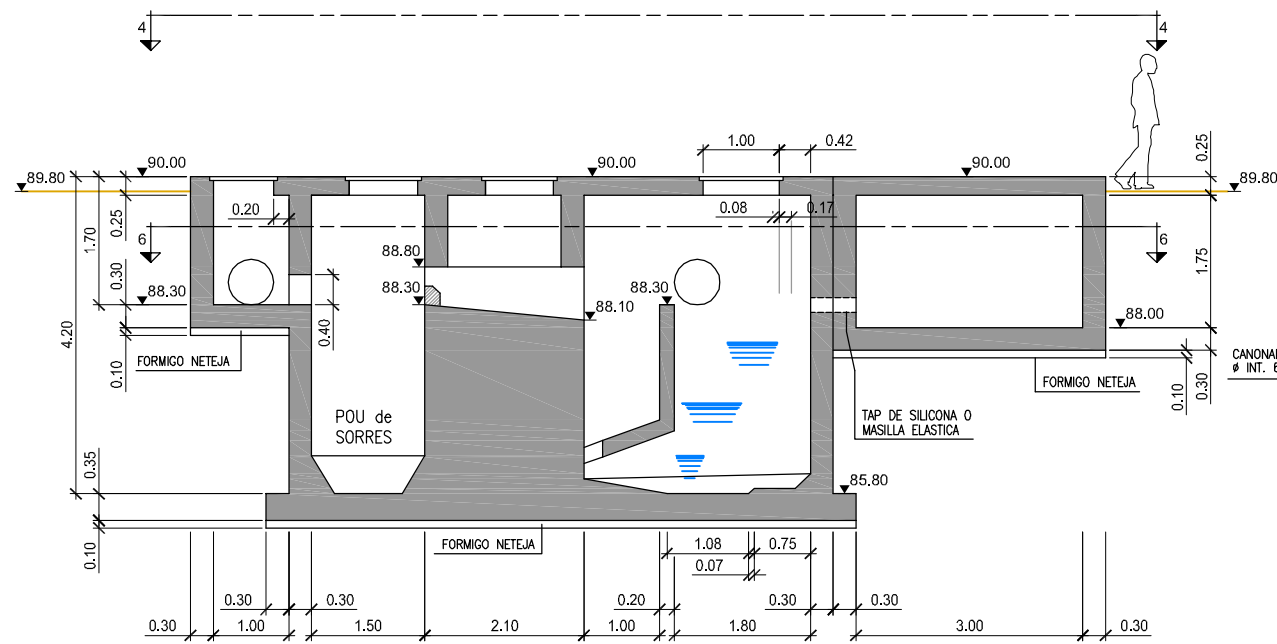 4 4
1.00 0.42
0.25
90.00 90.00 90.00
89.80 89.80
0.20 0.08 0.17
0.25
1.70
6 6
88.80
1.75
0.30
88.30 88.30 88.30
88.10
88.00
0.40
4.20
0.10
FORMIGO NETEJA
0.10
0.30
CANONA
Ø INT.
FORMIGO NETEJA
POU de
SORRES
TAP DE SILICONA O
MASILLA ELASTICA
0.35
85.80
0.10
FORMIGO NETEJA
1.08 0.75
0.07
0.30 0.30 0.20 0.30 0.30
0.30 1.00 1.50 2.10 1.00 1.80 3.00 0.30